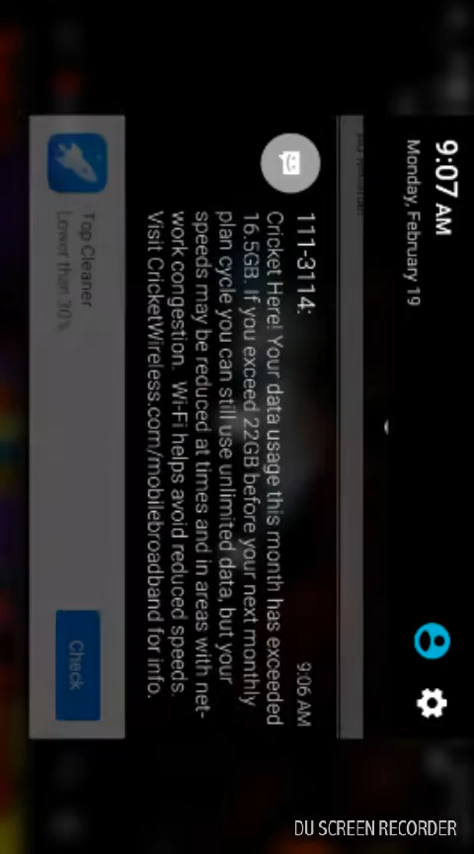 9:07 AM
Monday, February 19
111-3114:
9:06 AM
Cricket Here! Your data usage this month has exceeded
16.5GB. If you exceed 22GB before your next monthly
plan cycle you can still use unlimited data, but your
speeds may be reduced at times and in areas with net-
work congestion. Wi-Fi helps avoid reduced speeds.
Visit CricketWireless.com/mobilebroadband for info.
Top Cleaner
Lower than 30%
Check
DU SCREEN RECORDER